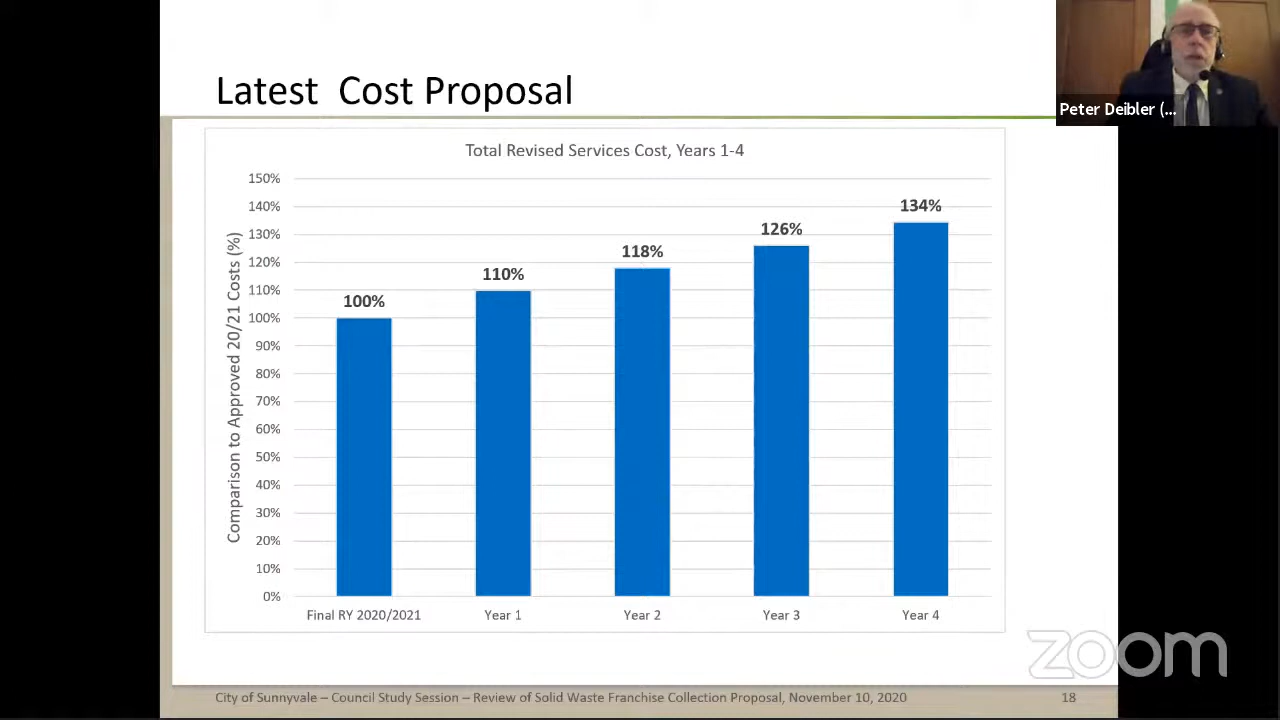 Latest Cost Proposal
Peter Deibler (...
Total Revised Services Cost, Years 1-4
Comparison to Approved 20/21 Costs (%)
150%
140%
130%
120%
110%
100%
90%
80%
70%
60%
50%
40%
30%
20%
10%
0%
100%
110%
118%
126%
134%
Final RY 2020/2021
Year 1
Year 2
Year 3
Year 4
zoom
City of Sunnyvale – Council Study Session – Review of Solid Waste Franchise Collection Proposal, November 10, 2020
18